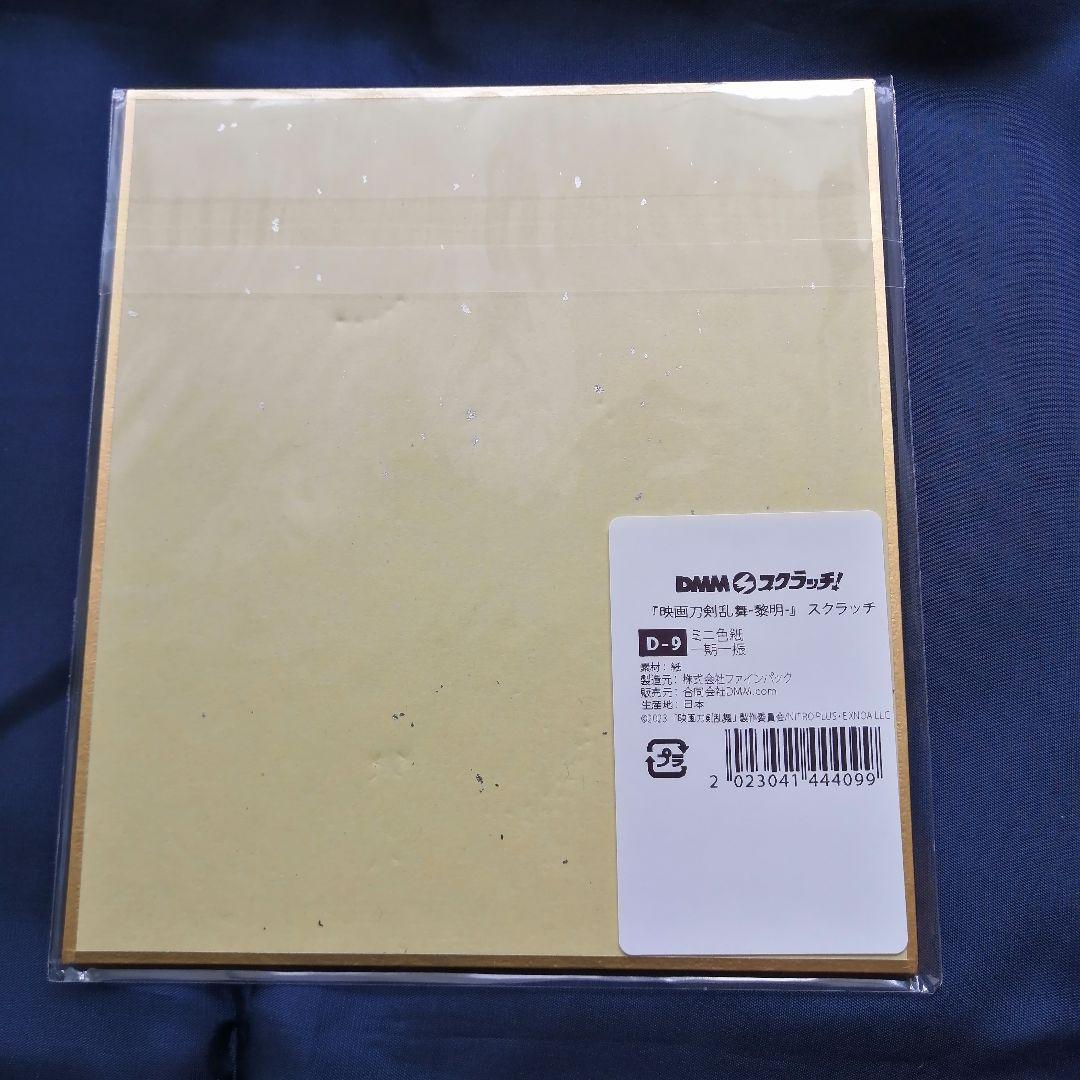 DMMスクラッチ!
『映画刀剣乱舞-黎明-』 スクラッチ
D-9 ミニ色紙
一期一振
素材：紙
製造元：株式会社ファインパック
販売元：合同会社DMM.com
生産地：日本
©2023 「映画刀剣乱舞」製作委員会/NITROPLUS・EXNOA LLC
プラ
2 023041 444099